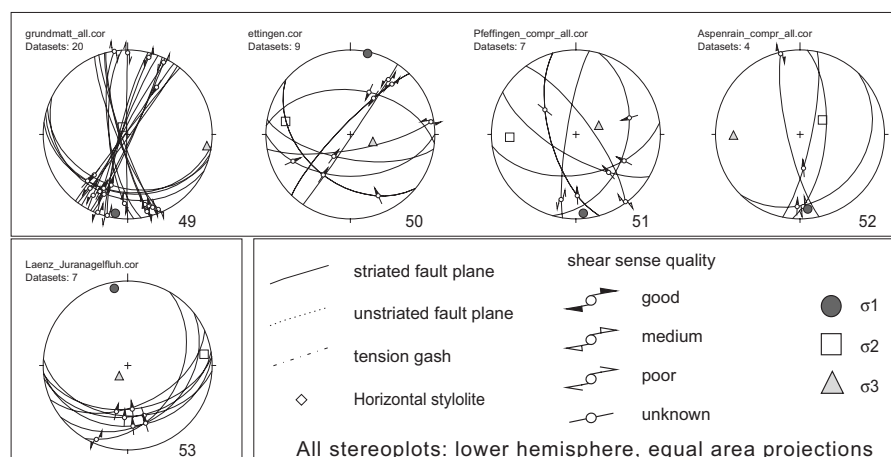 grundmatt_all.cor
Datasets: 20
49
ettingen.cor
Datasets: 9
50
Pfeffingen_compr_all.cor
Datasets: 7
51
Aspenrain_compr_all.cor
Datasets: 4
52
Laenz_Juranagelfluh.cor
Datasets: 7
53
striated fault plane
unstriated fault plane
tension gash
Horizontal stylolite
shear sense quality
good
medium
poor
unknown
σ1
σ2
σ3
All stereoplots: lower hemisphere, equal area projections